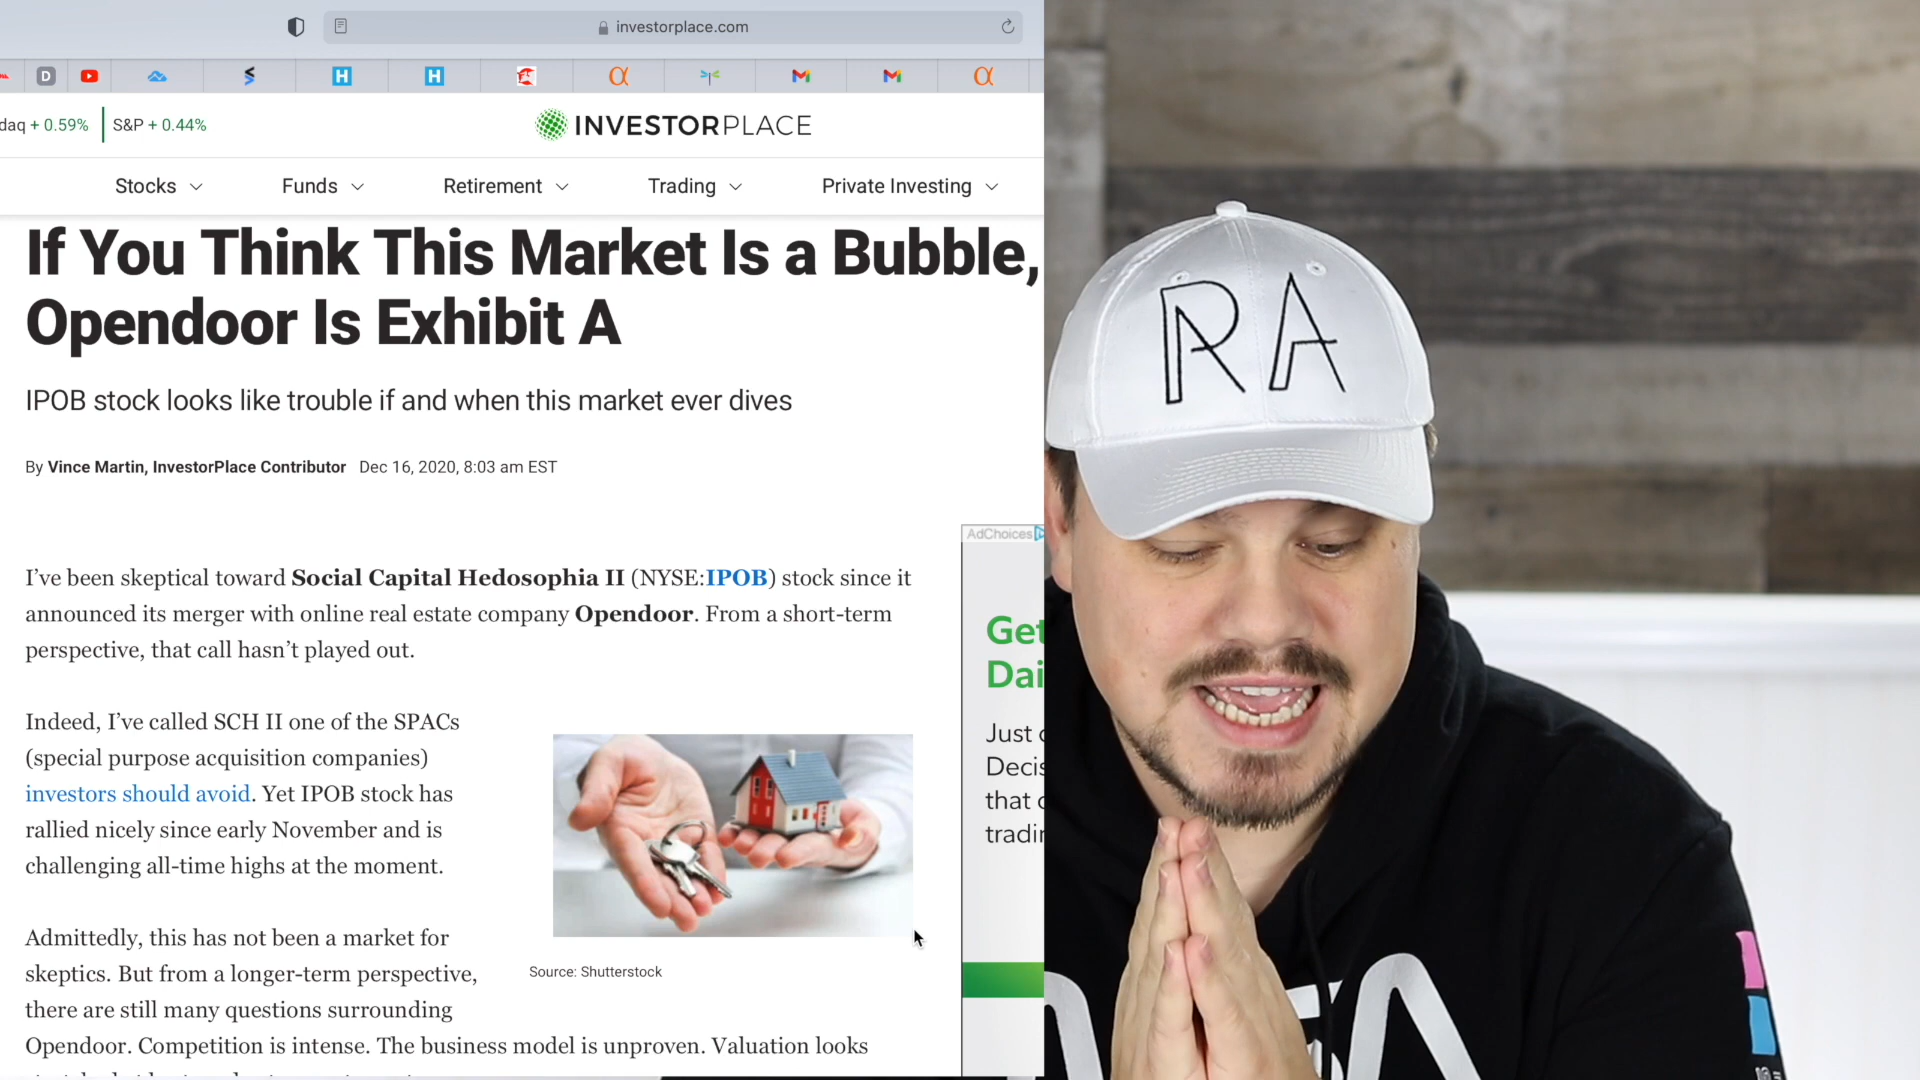 investorplace.com
D
H
H
α
α
daq + 0.59% S&P + 0.44%
INVESTORPLACE
Stocks Funds Retirement Trading Private Investing
If You Think This Market Is a Bubble,
Opendoor Is Exhibit A
IPOB stock looks like trouble if and when this market ever dives
By Vince Martin, InvestorPlace Contributor Dec 16, 2020, 8:03 am EST
I've been skeptical toward Social Capital Hedosophia II (NYSE:IPOB) stock since it
announced its merger with online real estate company Opendoor. From a short-term
perspective, that call hasn't played out.
Indeed, I've called SCH II one of the SPACs
(special purpose acquisition companies)
investors should avoid. Yet IPOB stock has
rallied nicely since early November and is
challenging all-time highs at the moment.
Source: Shutterstock
Admittedly, this has not been a market for
skeptics. But from a longer-term perspective,
there are still many questions surrounding
Opendoor. Competition is intense. The business model is unproven. Valuation looks
AdChoices
Get
Dai
Just
Decis
that
tradin
RA